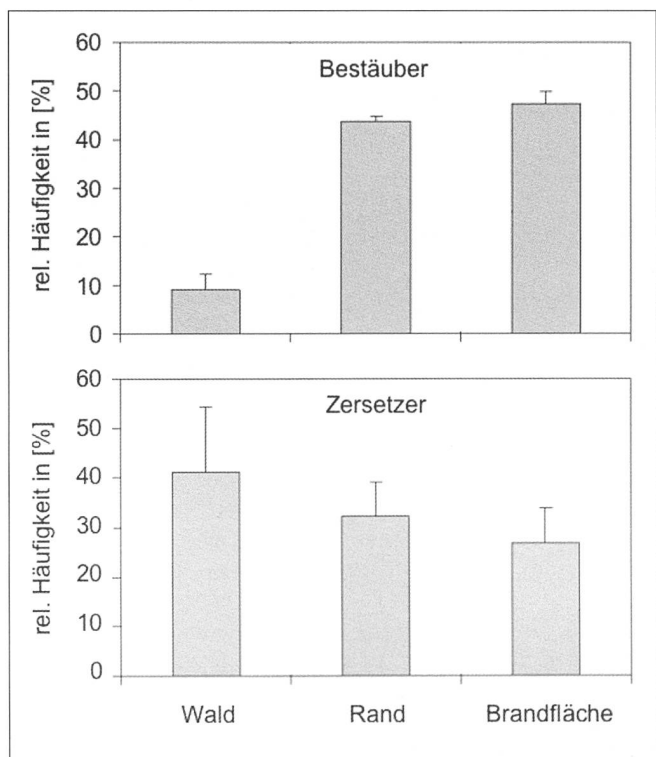 Bestäuber
rel. Häufigkeit in [%]
60
50
40
30
20
10
0
Zersetzer
rel. Häufigkeit in [%]
60
50
40
30
20
10
0
Wald Rand Brandfläche